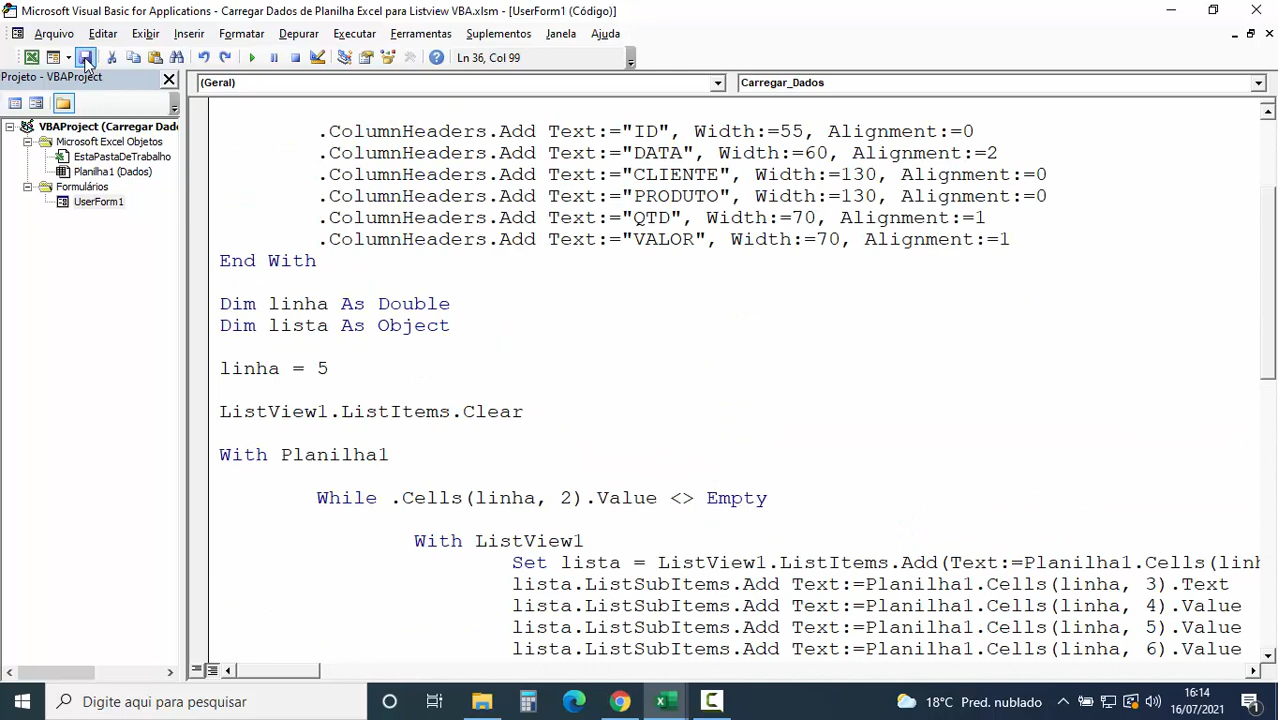 Microsoft Visual Basic for Applications - Carregar Dados de Planilha Excel para Listview VBA.xlsm - [UserForm1 (Código)]
Arquivo Editar Exibir Inserir Formatar Depurar Executar Ferramentas Suplementos Janela Ajuda
Ln 36, Col 99
Projeto - VBAProject
(Geral) Carregar_Dados
VBAProject (Carregar Dado
Microsoft Excel Objetos
EstaPastaDeTrabalho
Planilha1 (Dados)
Formulários
UserForm1
.ColumnHeaders.Add Text:="ID", Width:=55, Alignment:=0
.ColumnHeaders.Add Text:="DATA", Width:=60, Alignment:=2
.ColumnHeaders.Add Text:="CLIENTE", Width:=130, Alignment:=0
.ColumnHeaders.Add Text:="PRODUTO", Width:=130, Alignment:=0
.ColumnHeaders.Add Text:="QTD", Width:=70, Alignment:=1
.ColumnHeaders.Add Text:="VALOR", Width:=70, Alignment:=1
End With
Dim linha As Double
Dim lista As Object
linha = 5
ListView1.ListItems.Clear
With Planilha1
While .Cells(linha, 2).Value <> Empty
With ListView1
Set lista = ListView1.ListItems.Add(Text:=Planilha1.Cells(linh
lista.ListSubItems.Add Text:=Planilha1.Cells(linha, 3).Text
lista.ListSubItems.Add Text:=Planilha1.Cells(linha, 4).Value
lista.ListSubItems.Add Text:=Planilha1.Cells(linha, 5).Value
lista.ListSubItems.Add Text:=Planilha1.Cells(linha, 6).Value
Digite aqui para pesquisar
18°C Pred. nublado
16:14
16/07/2021
1